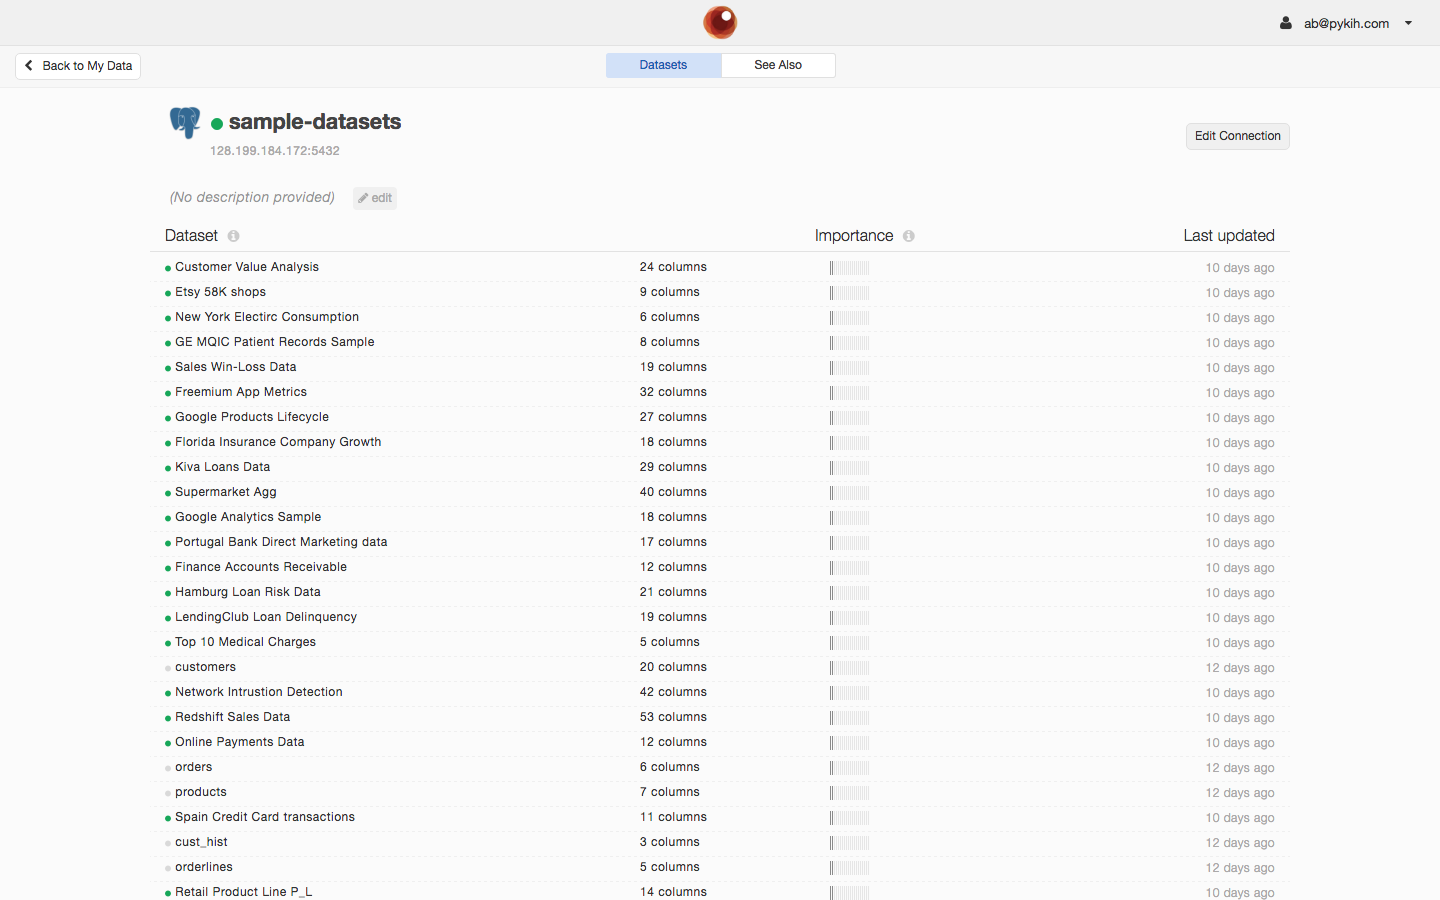 ab@pykih.com
Back to My Data
Datasets
See Also
sample-datasets
128.199.184.172:5432
Edit Connection
(No description provided)
edit
Dataset Importance Last updated
Customer Value Analysis 24 columns 10 days ago
Etsy 58K shops 9 columns 10 days ago
New York Electirc Consumption 6 columns 10 days ago
GE MQIC Patient Records Sample 8 columns 10 days ago
Sales Win-Loss Data 19 columns 10 days ago
Freemium App Metrics 32 columns 10 days ago
Google Products Lifecycle 27 columns 10 days ago
Florida Insurance Company Growth 18 columns 10 days ago
Kiva Loans Data 29 columns 10 days ago
Supermarket Agg 40 columns 10 days ago
Google Analytics Sample 18 columns 10 days ago
Portugal Bank Direct Marketing data 17 columns 10 days ago
Finance Accounts Receivable 12 columns 10 days ago
Hamburg Loan Risk Data 21 columns 10 days ago
LendingClub Loan Delinquency 19 columns 10 days ago
Top 10 Medical Charges 5 columns 10 days ago
customers 20 columns 12 days ago
Network Intrustion Detection 42 columns 10 days ago
Redshift Sales Data 53 columns 10 days ago
Online Payments Data 12 columns 10 days ago
orders 6 columns 12 days ago
products 7 columns 12 days ago
Spain Credit Card transactions 11 columns 10 days ago
cust_hist 3 columns 12 days ago
orderlines 5 columns 12 days ago
Retail Product Line P_L 14 columns 10 days ago